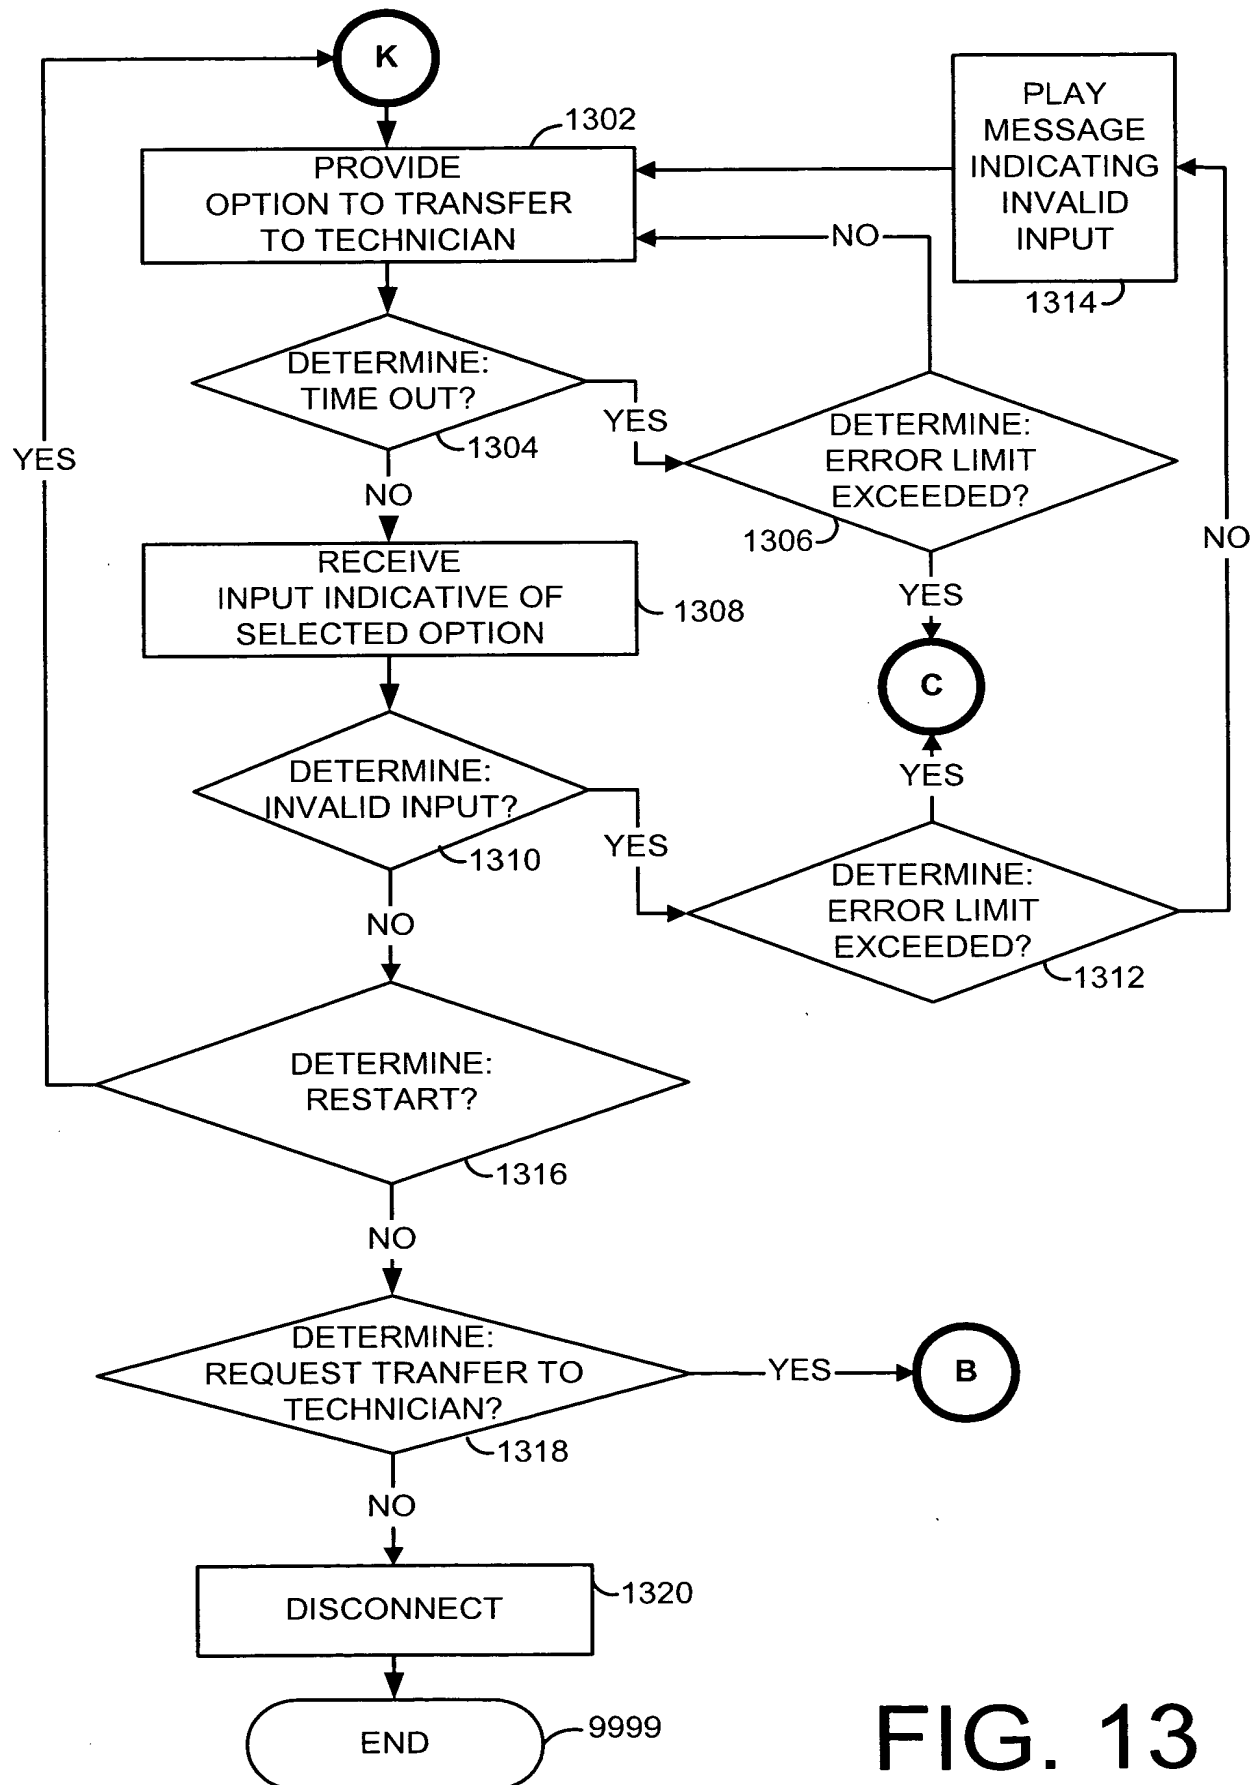 K
1302
PROVIDE
OPTION TO TRANSFER
TO TECHNICIAN
PLAY
MESSAGE
INDICATING
INVALID
INPUT
1314
NO
DETERMINE:
TIME OUT?
1304
YES
DETERMINE:
ERROR LIMIT
EXCEEDED?
1306
YES
NO
NO
RECEIVE
INPUT INDICATIVE OF
SELECTED OPTION
1308
YES
C
YES
DETERMINE:
INVALID INPUT?
1310
YES
DETERMINE:
ERROR LIMIT
EXCEEDED?
1312
NO
DETERMINE:
RESTART?
1316
NO
DETERMINE:
REQUEST TRANFER TO
TECHNICIAN?
1318
YES
B
NO
DISCONNECT
1320
END
9999
FIG. 13